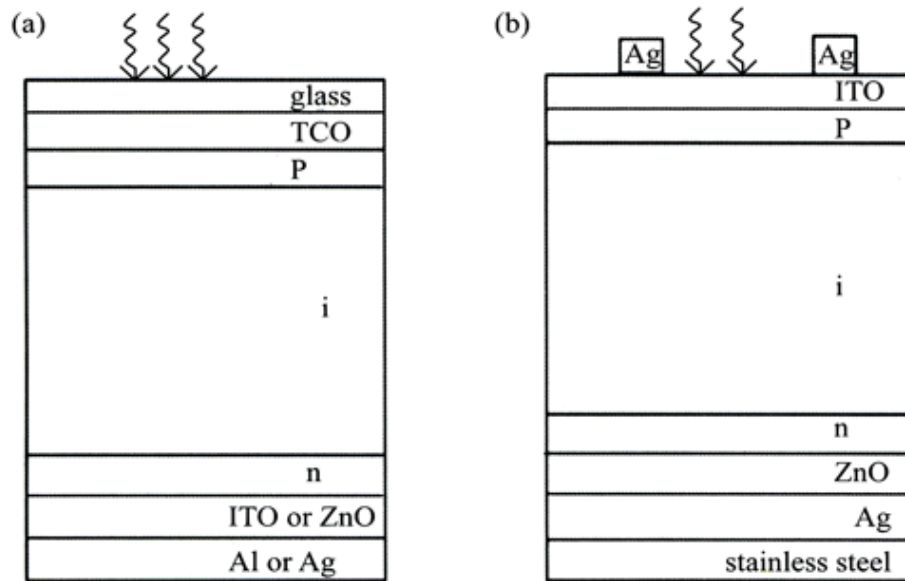 (a)
glass
TCO
P
i
n
ITO or ZnO
Al or Ag
(b)
Ag
Ag
ITO
P
i
n
ZnO
Ag
stainless steel